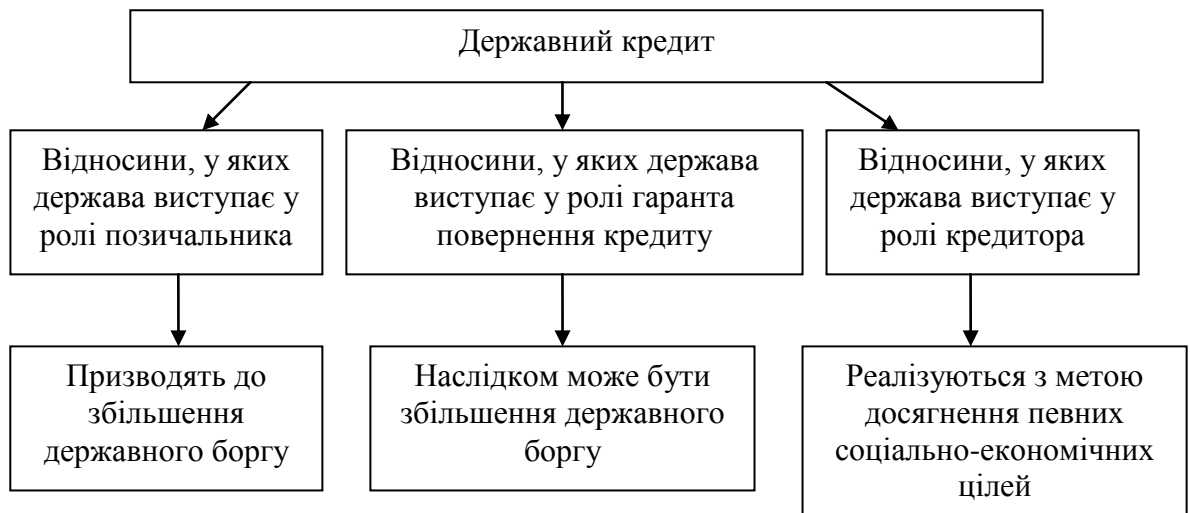 Державний кредит
Відносини, у яких
держава виступає у
ролі позичальника
Відносини, у яких держава
виступає у ролі гаранта
повернення кредиту
Відносини, у яких
держава виступає у
ролі кредитора
Призводять до
збільшення
державного боргу
Наслідком може бути
збільшення державного
боргу
Реалізуються з метою
досягнення певних
соціально-економічних
цілей